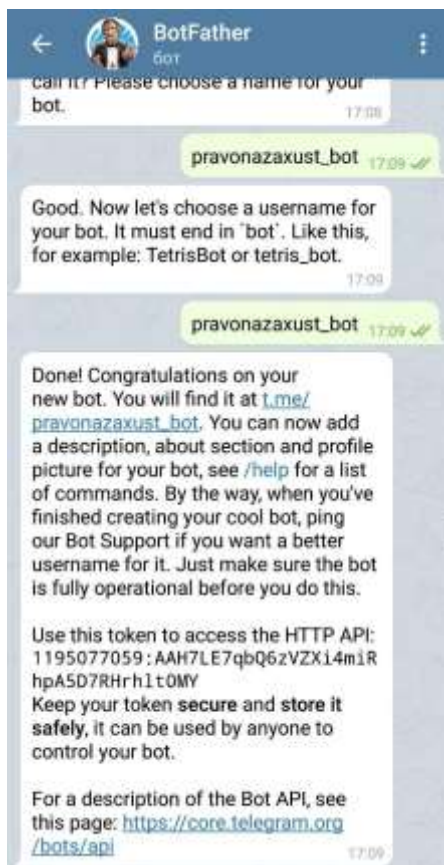 BotFather
бот
call it? Please choose a name for your
bot.
17:08
pravonazaxust_bot 17:09
Good. Now let's choose a username for
your bot. It must end in `bot`. Like this,
for example: TetrisBot or tetris_bot.
17:09
pravonazaxust_bot 17:09
Done! Congratulations on your
new bot. You will find it at t.me/
pravonazaxust_bot. You can now add
a description, about section and profile
picture for your bot, see /help for a list
of commands. By the way, when you've
finished creating your cool bot, ping
our Bot Support if you want a better
username for it. Just make sure the bot
is fully operational before you do this.
Use this token to access the HTTP API:
1195077059:AAH7LE7qbQ6zVZXi4miR
hpA5D7RHrhltOMY
Keep your token secure and store it
safely, it can be used by anyone to
control your bot.
For a description of the Bot API, see
this page: https://core.telegram.org
/bots/api
17:09